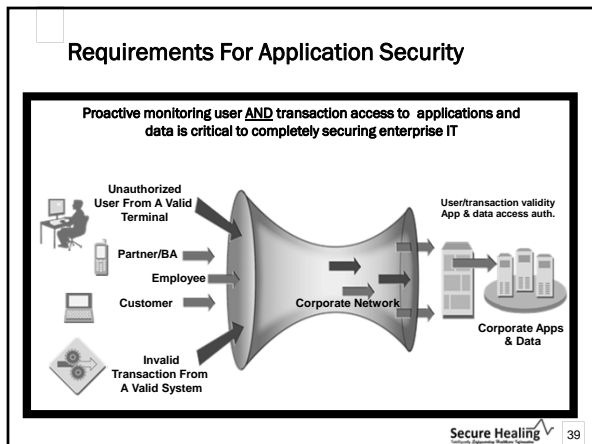 Requirements For Application Security
Proactive monitoring user AND transaction access to applications and
data is critical to completely securing enterprise IT
Unauthorized
User From A Valid
Terminal
Partner/BA
Employee
Customer
Invalid
Transaction From
A Valid System
Corporate Network
User/transaction validity
App & data access auth.
Corporate Apps
& Data
Secure Healing
39